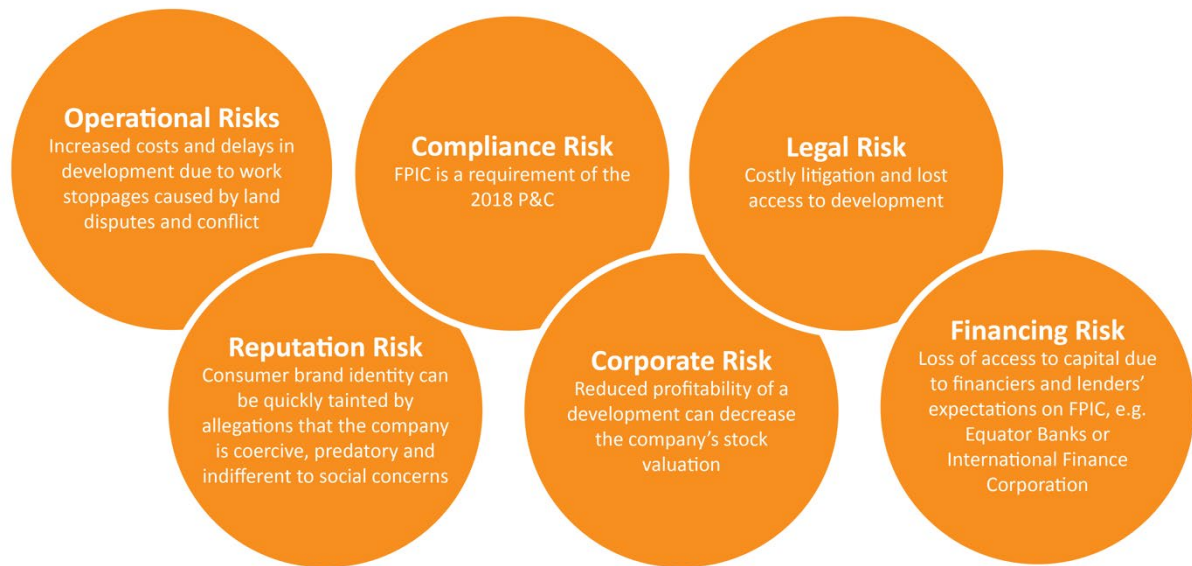 Operational Risks
Increased costs and delays in
development due to work
stoppages caused by land
disputes and conflict
Compliance Risk
FPIC is a requirement of the
2018 P&C
Legal Risk
Costly litigation and lost
access to development
Reputation Risk
Consumer brand identity can
be quickly tainted by
allegations that the company
is coercive, predatory and
indifferent to social concerns
Corporate Risk
Reduced profitability of a
development can decrease
the company’s stock
valuation
Financing Risk
Loss of access to capital due
to financiers and lenders’
expectations on FPIC, e.g.
Equator Banks or
International Finance
Corporation